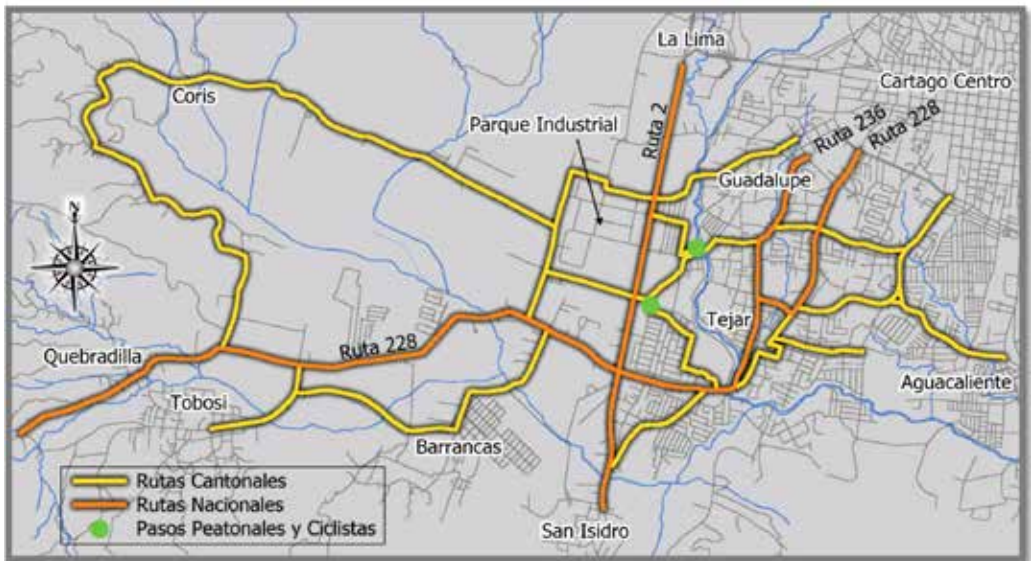 La Lima
Cartago Centro
Coris
Parque Industrial
Ruta 2
Ruta 236
Ruta 228
Guadalupe
N
Quebradilla
Ruta 228
Tejar
Tobosi
Aguacaliente
Barrancas
San Isidro
Rutas Cantonales
Rutas Nacionales
Pasos Peatonales y Ciclistas